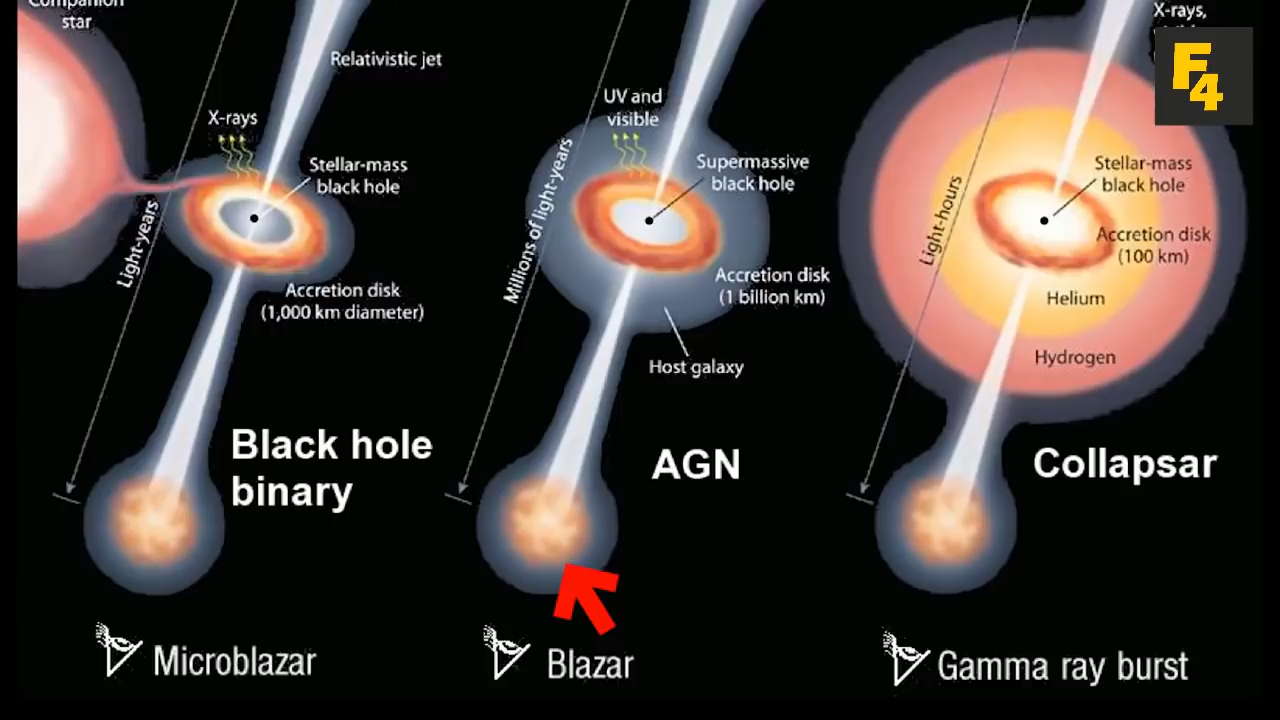 Companion
star
Relativistic jet
X-rays
Stellar-mass
black hole
Light-years
Accretion disk
(1,000 km diameter)
Black hole
binary
Microblazar
UV and
visible
Supermassive
black hole
Millions of light-years
Accretion disk
(1 billion km)
Host galaxy
AGN
Blazar
X-rays,
F4
Stellar-mass
black hole
Light-hours
Accretion disk
(100 km)
Helium
Hydrogen
Collapsar
Gamma ray burst